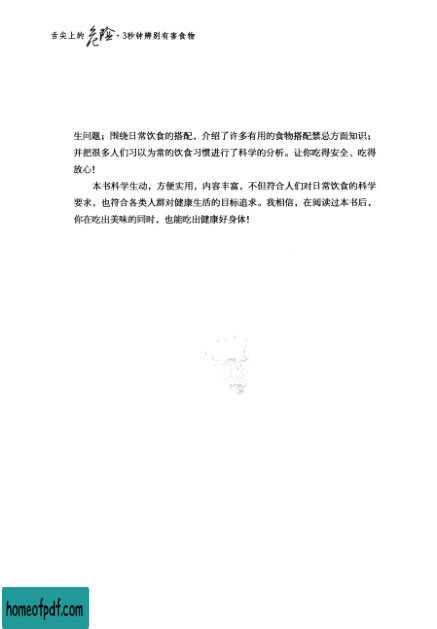 舌尖上的危险·3秒钟辨别有害食物
生问题；围绕日常饮食的搭配，介绍了许多有用的食物搭配禁忌方面知识；
并把很多人们习以为常的饮食习惯进行了科学的分析。让你吃得安全、吃得
放心！
本书科学生动，方便实用，内容丰富，不但符合人们对日常饮食的科学
要求，也符合各类人群对健康生活的目标追求。我相信，在阅读过本书后，
你在吃出美味的同时，也能吃出健康好身体！
homeofpdf.com